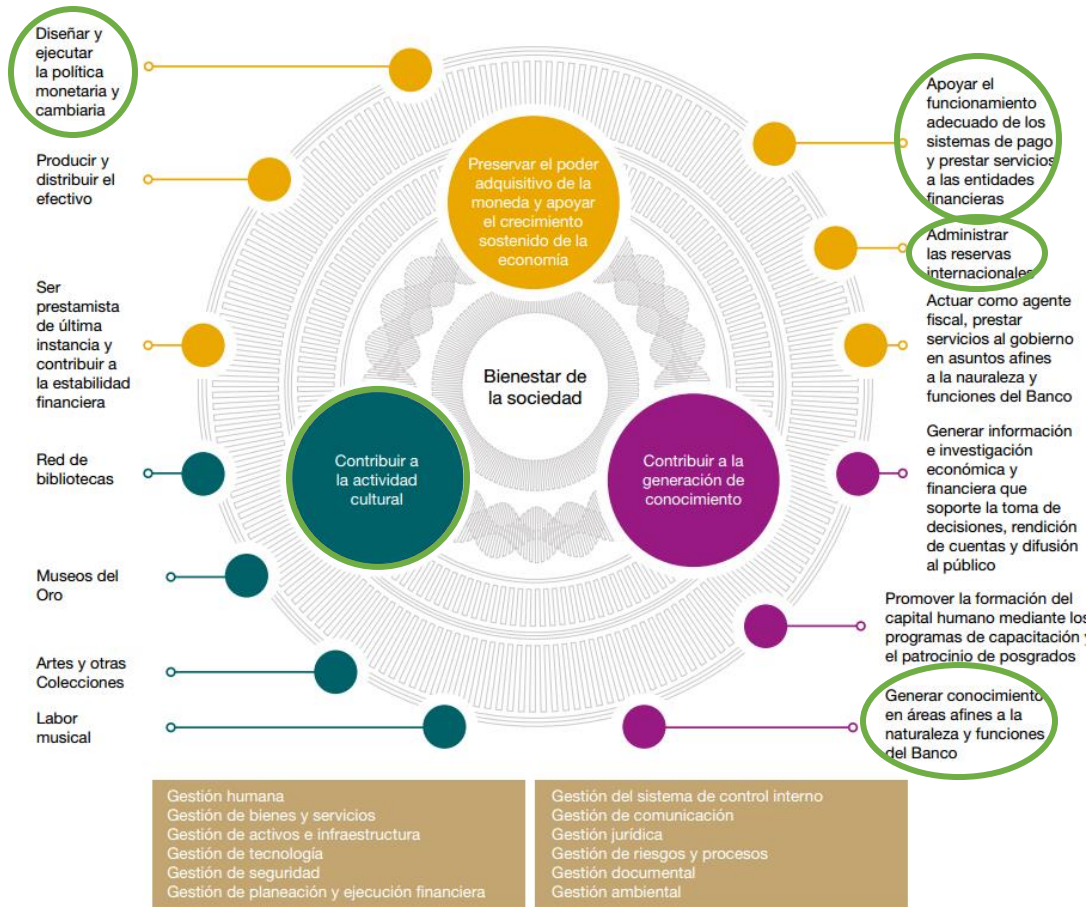 Diseñar y
ejecutar
la política
monetaria y
cambiaria
Producir y
distribuir el
efectivo
Ser
prestamista
de última
instancia y
contribuir a
la estabilidad
financiera
Red de
bibliotecas
Museos del
Oro
Artes y otras
Colecciones
Labor
musical
Preservar el poder
adquisitivo de la
moneda y apoyar
el crecimiento
sostenido de la
economía
Bienestar de
la sociedad
Contribuir a
la actividad
cultural
Contribuir a la
generación de
conocimiento
Apoyar el
funcionamiento
adecuado de los
sistemas de pago
y prestar servicios
a las entidades
financieras
Administrar
las reservas
internacionales
Actuar como agente
fiscal, prestar
servicios al gobierno
en asuntos afines
a la nauraleza y
funciones del Banco
Generar información
e investigación
económica y
financiera que
soporte la toma de
decisiones, rendición
de cuentas y difusión
al público
Promover la formación del
capital humano mediante los
programas de capacitación y
el patrocinio de posgrados
Generar conocimiento
en áreas afines a la
naturaleza y funciones
del Banco
Gestión humana
Gestión de bienes y servicios
Gestión de activos e infraestructura
Gestión de tecnología
Gestión de seguridad
Gestión de planeación y ejecución financiera
Gestión del sistema de control interno
Gestión de comunicación
Gestión jurídica
Gestión de riesgos y procesos
Gestión documental
Gestión ambiental